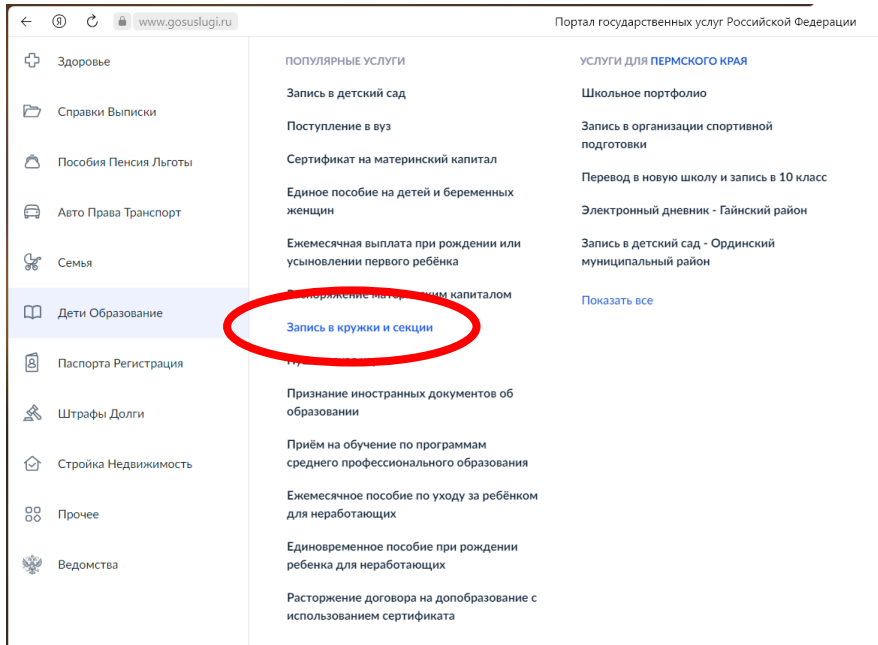 www.gosuslugi.ru
Портал государственных услуг Российской Федерации
Здоровье
Справки Выписки
Пособия Пенсия Льготы
Авто Права Транспорт
Семья
Дети Образование
Паспорта Регистрация
Штрафы Долги
Стройка Недвижимость
Прочее
Ведомства
ПОПУЛЯРНЫЕ УСЛУГИ
Запись в детский сад
Поступление в вуз
Сертификат на материнский капитал
Единое пособие на детей и беременных
женщин
Ежемесячная выплата при рождении или
усыновлении первого ребёнка
Распоряжение материнским капиталом
Запись в кружки и секции
Признание иностранных документов об
образовании
Приём на обучение по программам
среднего профессионального образования
Ежемесячное пособие по уходу за ребёнком
для неработающих
Единовременное пособие при рождении
ребенка для неработающих
Расторжение договора на допобразование с
использованием сертификата
УСЛУГИ ДЛЯ ПЕРМСКОГО КРАЯ
Школьное портфолио
Запись в организации спортивной
подготовки
Перевод в новую школу и запись в 10 класс
Электронный дневник - Гайнский район
Запись в детский сад - Ординский
муниципальный район
Показать все